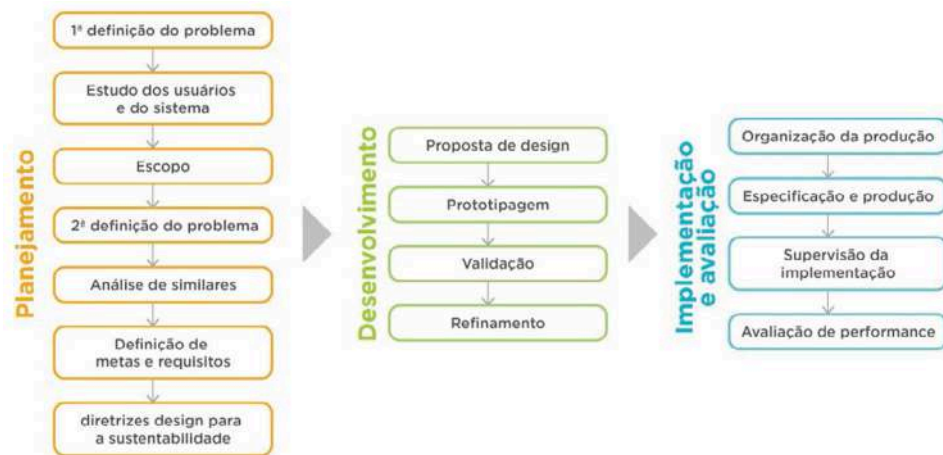 Planejamento
1ª definição do problema
Estudo dos usuários
e do sistema
Escopo
2ª definição do problema
Análise de similares
Definição de
metas e requisitos
diretrizes design para
a sustentabilidade
Desenvolvimento
Proposta de design
Prototipagem
Validação
Refinamento
Implementação
e avaliação
Organização da produção
Especificação e produção
Supervisão da
implementação
Avaliação de performance